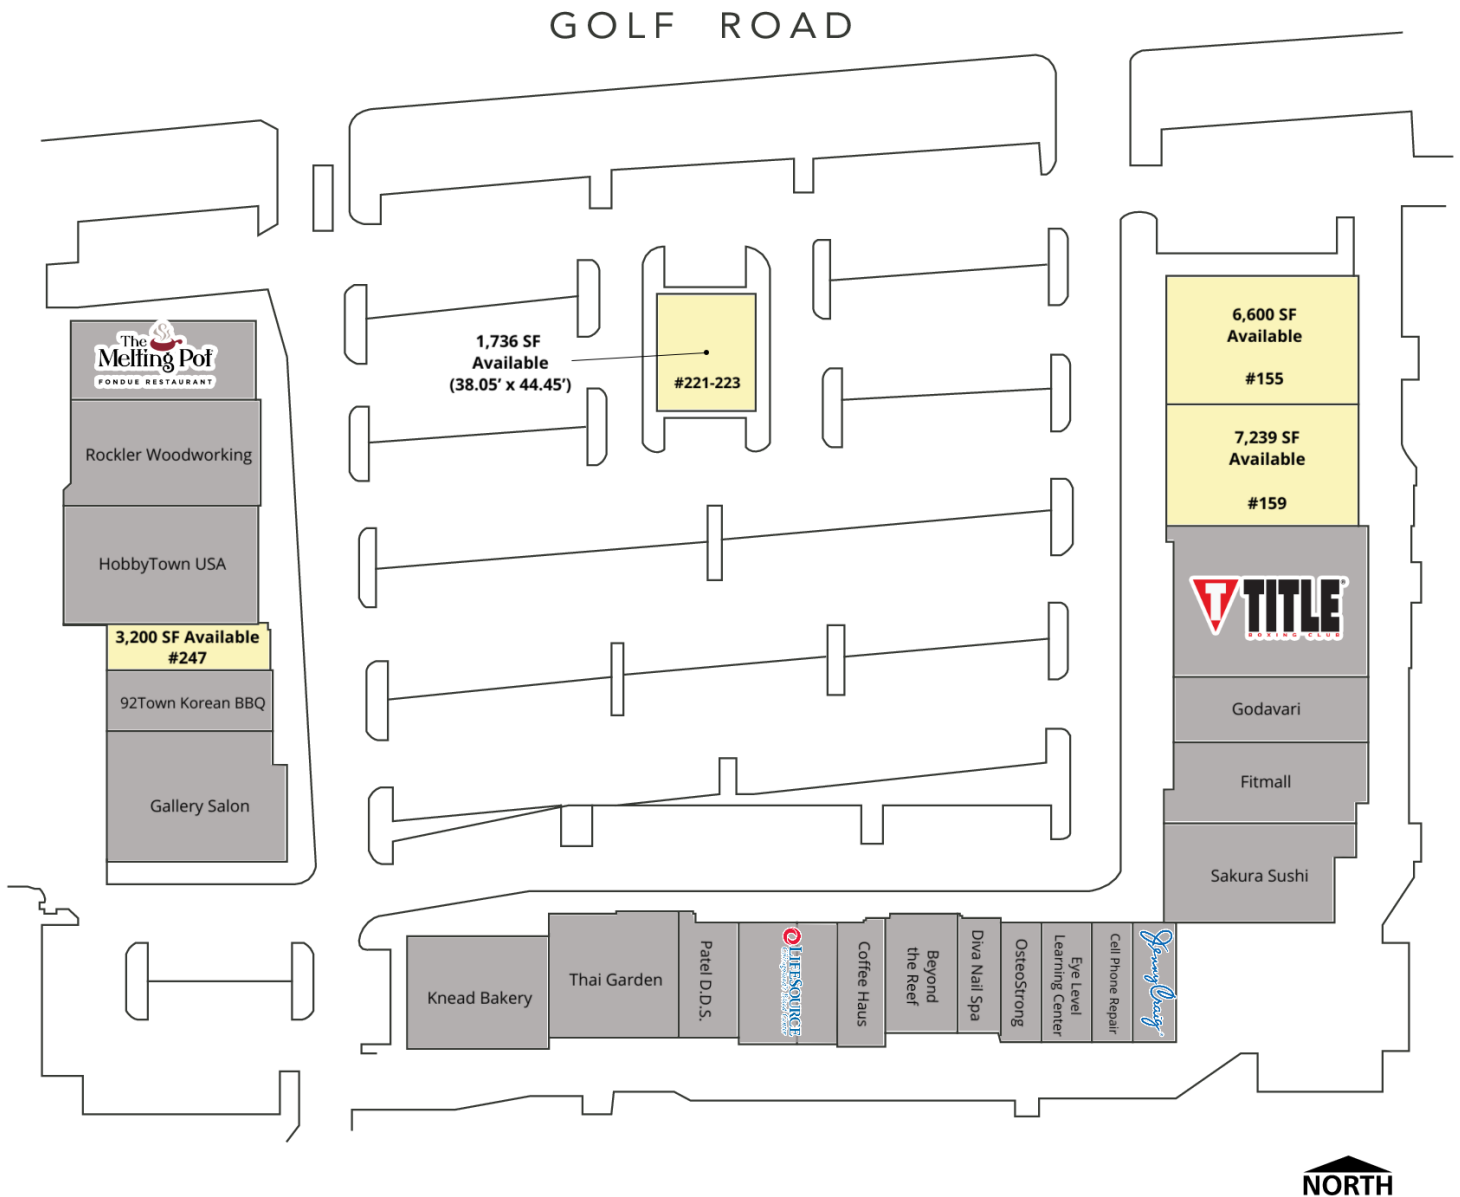 GOLF ROAD
The
Melting Pot
FONDUE RESTAURANT
Rockler Woodworking
HobbyTown USA
3,200 SF Available
#247
92Town Korean BBQ
Gallery Salon
1,736 SF
Available
(38.05’ x 44.45’)
#221-223
6,600 SF
Available
#155
7,239 SF
Available
#159
T TITLE
BOXING CLUB
Godavari
Fitmall
Sakura Sushi
Knead Bakery
Thai Garden
Patel D.D.S.
LIFESOURCE
Coffee Haus
Beyond
the Reef
Diva Nail Spa
OsteoStrong
Eye Level
Learning Center
Cell Phone Repair
Jenny Craig
NORTH